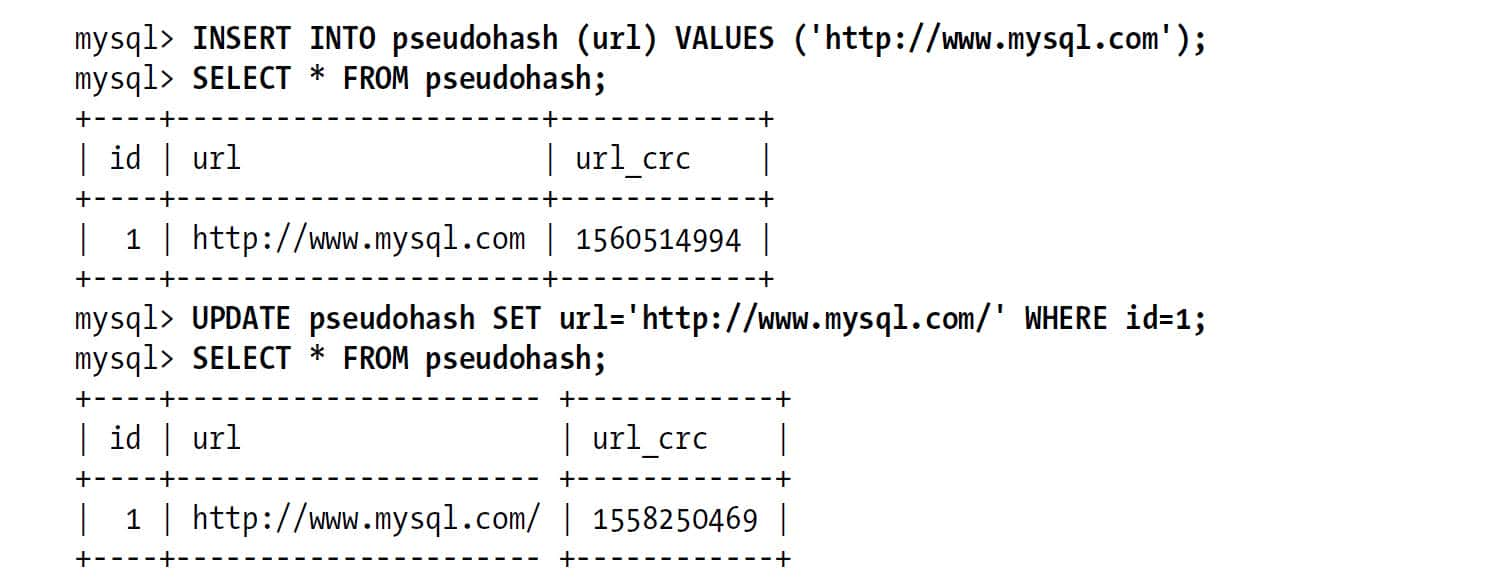 mysql> INSERT INTO pseudohash (url) VALUES ('http://www.mysql.com');
mysql> SELECT * FROM pseudohash;
+----+----------------------+------------+
| id | url                  | url_crc    |
+----+----------------------+------------+
|  1 | http://www.mysql.com | 1560514994 |
+----+----------------------+------------+
mysql> UPDATE pseudohash SET url='http://www.mysql.com/' WHERE id=1;
mysql> SELECT * FROM pseudohash;
+----+---------------------- +------------+
| id | url                   | url_crc    |
+----+---------------------- +------------+
|  1 | http://www.mysql.com/ | 1558250469 |
+----+---------------------- +------------+